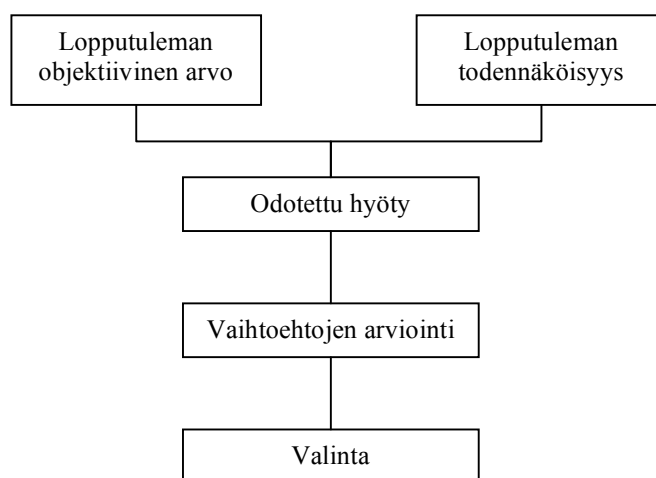 Lopputuleman
objektiivinen arvo
Lopputuleman
todennäköisyys
Odotettu hyöty
Vaihtoehtojen arviointi
Valinta